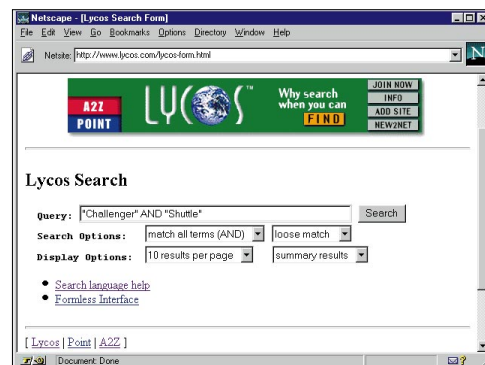 Netscape - [Lycos Search Form]
File Edit View Go Bookmarks Options Directory Window Help
Netsite: http://www.lycos.com/lycos-form.html
N
A2Z
POINT
LYCOS™
Why search
when you can
FIND
JOIN NOW
INFO
ADD SITE
NEW2NET
Lycos Search
Query: "Challenger" AND "Shuttle" Search
Search Options: match all terms (AND) loose match
Display Options: 10 results per page summary results
• Search language help
• Formless Interface
[ Lycos | Point | A2Z ]
Document: Done